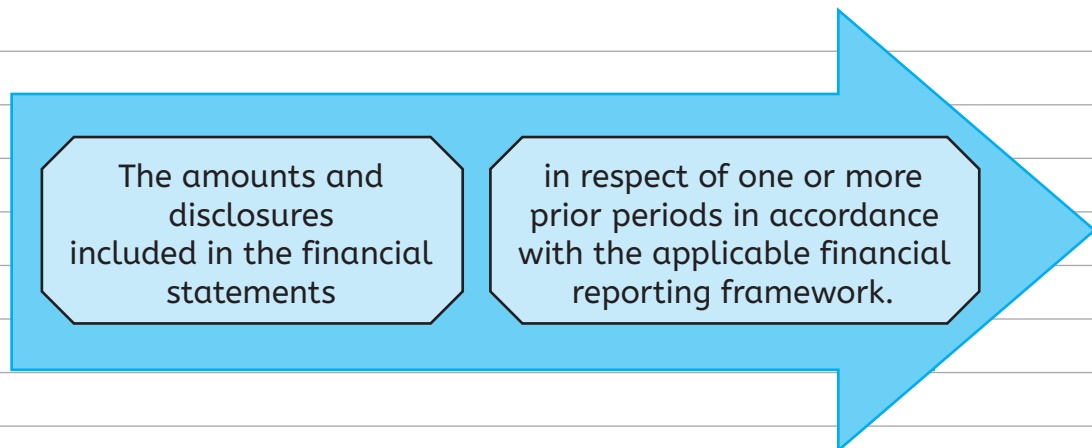 The amounts and
disclosures
included in the financial
statements
in respect of one or more
prior periods in accordance
with the applicable financial
reporting framework.